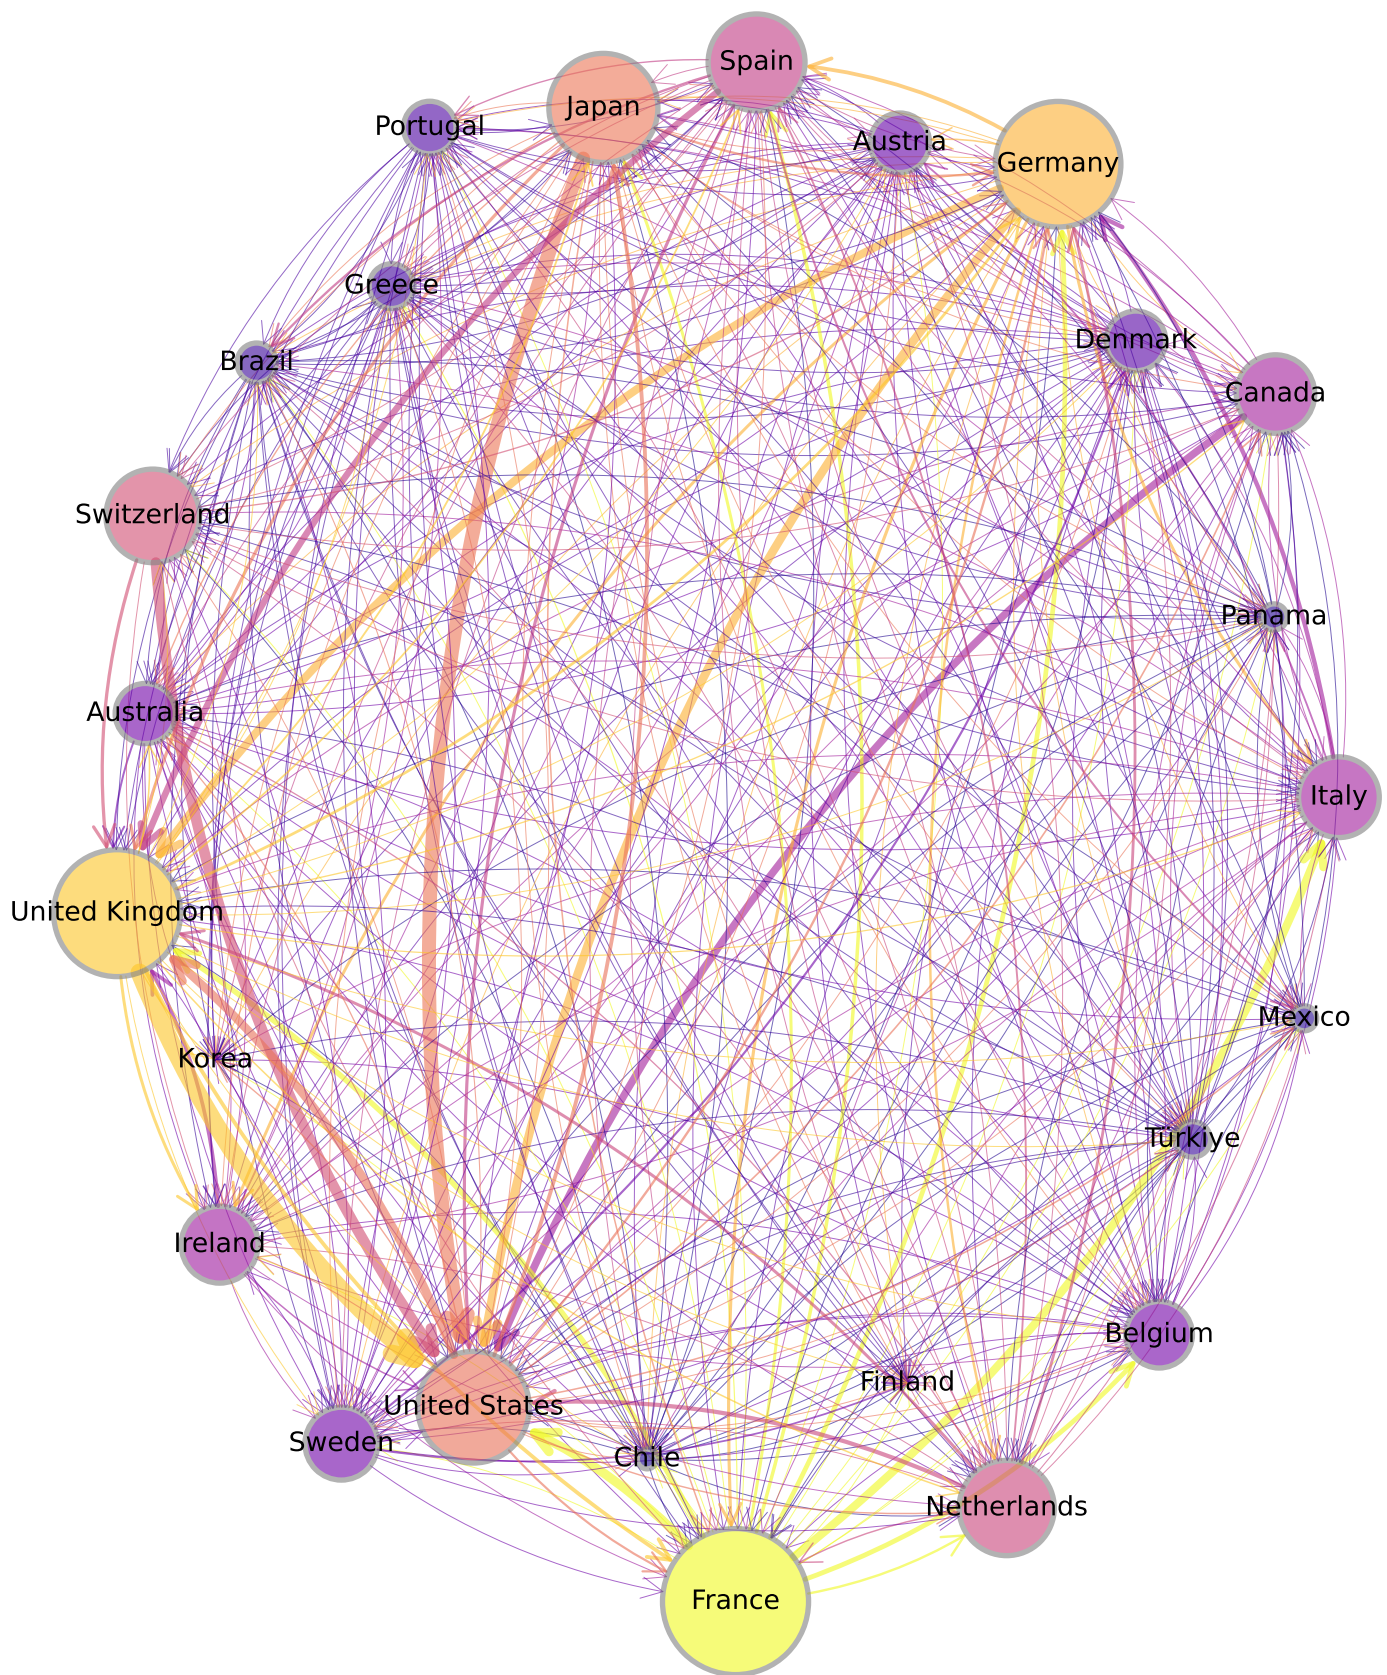 Spain
Japan
Portugal
Austria
Germany
Greece
Denmark
Brazil
Canada
Switzerland
Panama
Australia
Italy
United Kingdom
Mexico
Korea
Türkiye
Ireland
Belgium
Finland
United States
Sweden
Chile
Netherlands
France